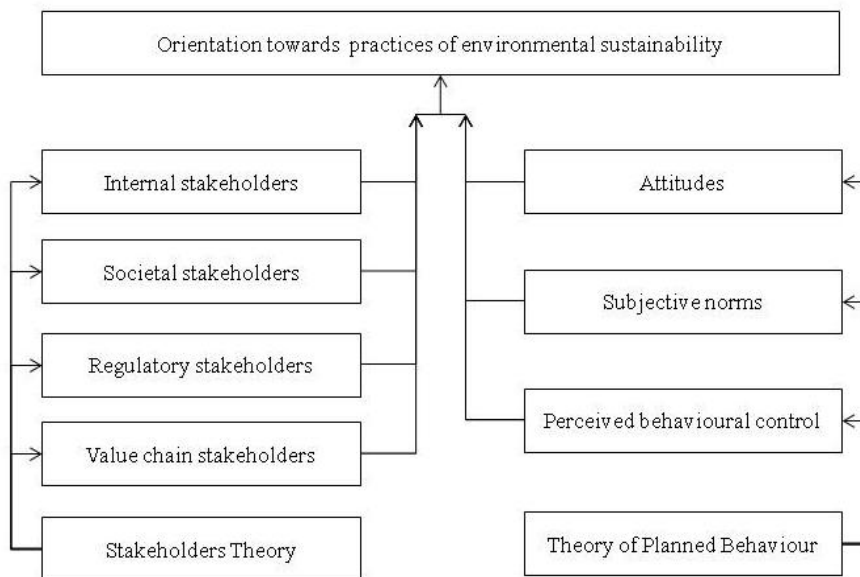 Orientation towards practices of environmental sustainability
Internal stakeholders
Societal stakeholders
Regulatory stakeholders
Value chain stakeholders
Stakeholders Theory
Attitudes
Subjective norms
Perceived behavioural control
Theory of Planned Behaviour